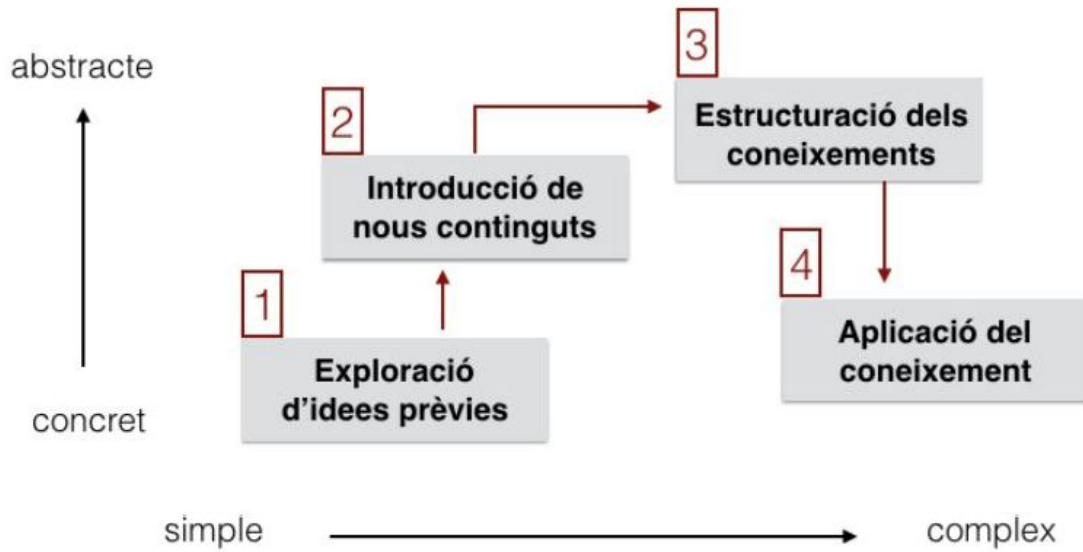 abstracte
3
Estructuració dels
coneixements
2
Introducció de
nous continguts
1
Exploració
d'idees prèvies
4
Aplicació del
coneixement
concret
simple
complex